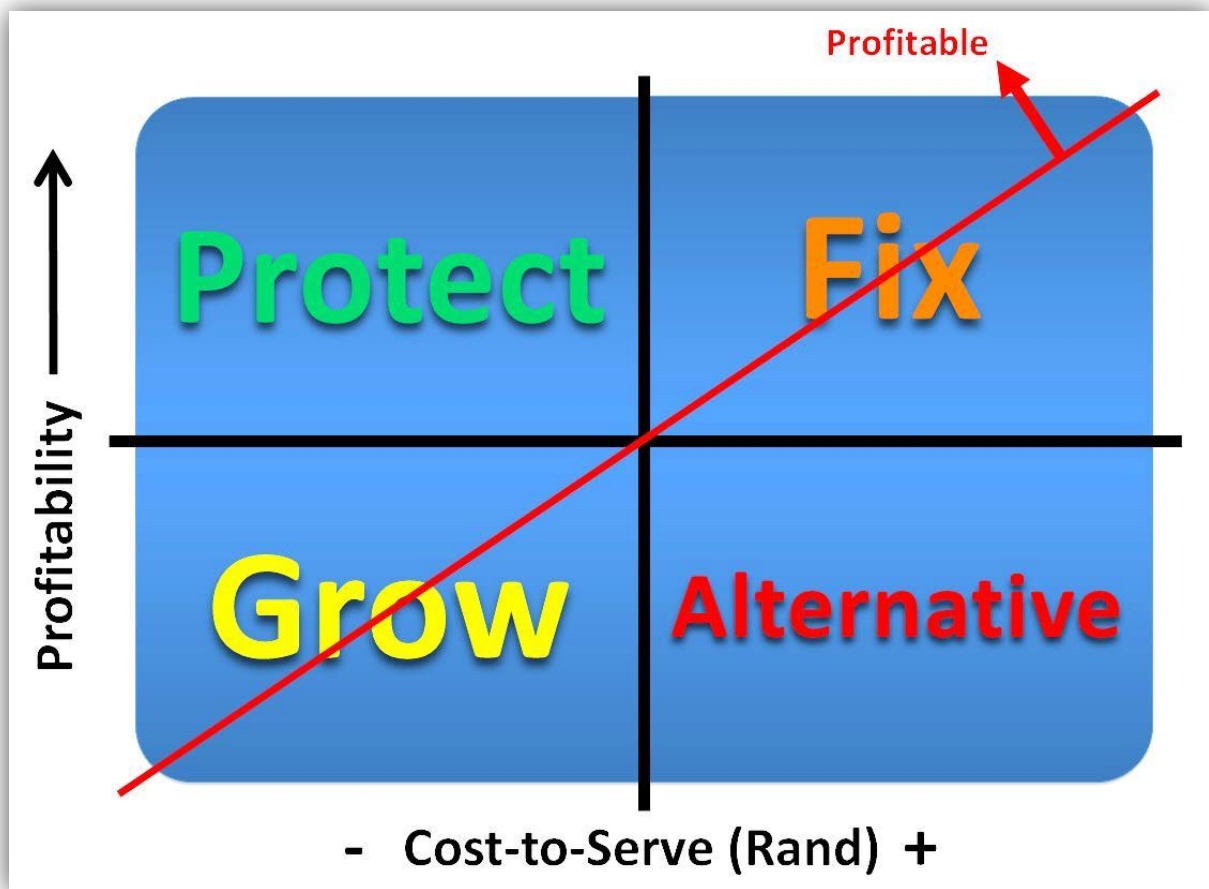 Profitable
Protect
Fix
Profitability
Grow
Alternative
- Cost-to-Serve (Rand) +